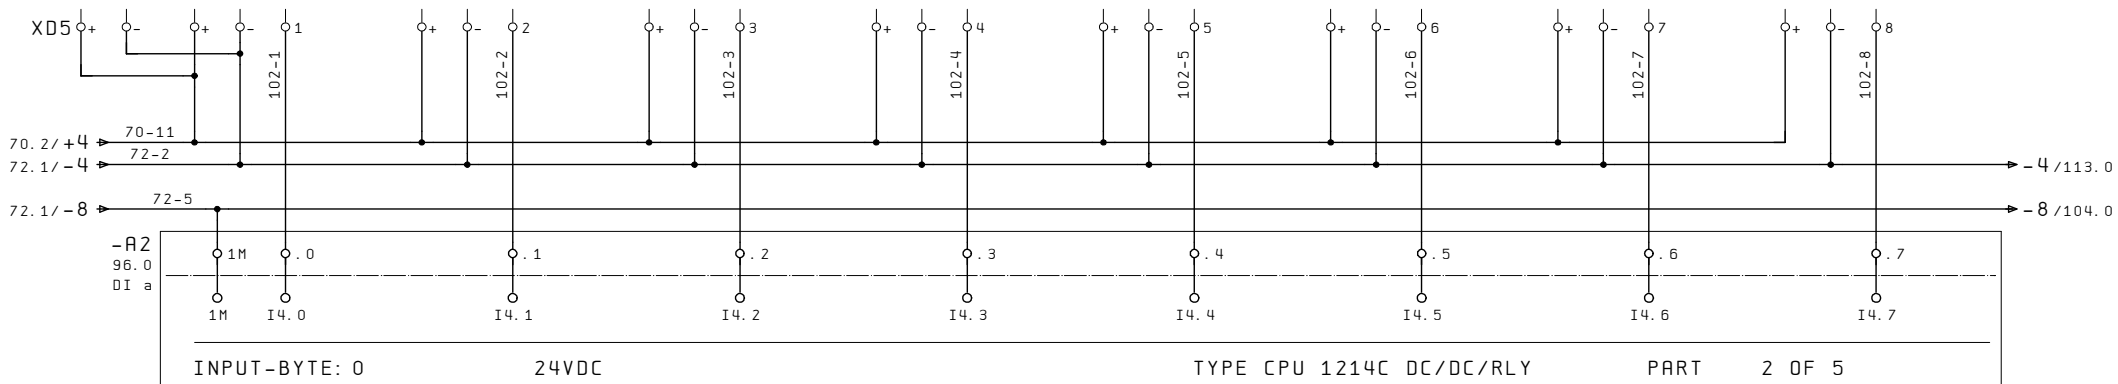 XD5 + - + - 1 + - 2 + - 3 + - 4 + - 5 + - 6 + - 7 + - 8
102-1 102-2 102-3 102-4 102-5 102-6 102-7 102-8
70-11
70.2/+4
72-2
72.1/-4 -4/113.0
72-5
72.1/-8 -8/104.0
-A2
1M .0 .1 .2 .3 .4 .5 .6 .7
96.0
DI a
1M I4.0 I4.1 I4.2 I4.3 I4.4 I4.5 I4.6 I4.7
INPUT-BYTE: 0 24VDC TYPE CPU 1214C DC/DC/RLY PART 2 OF 5